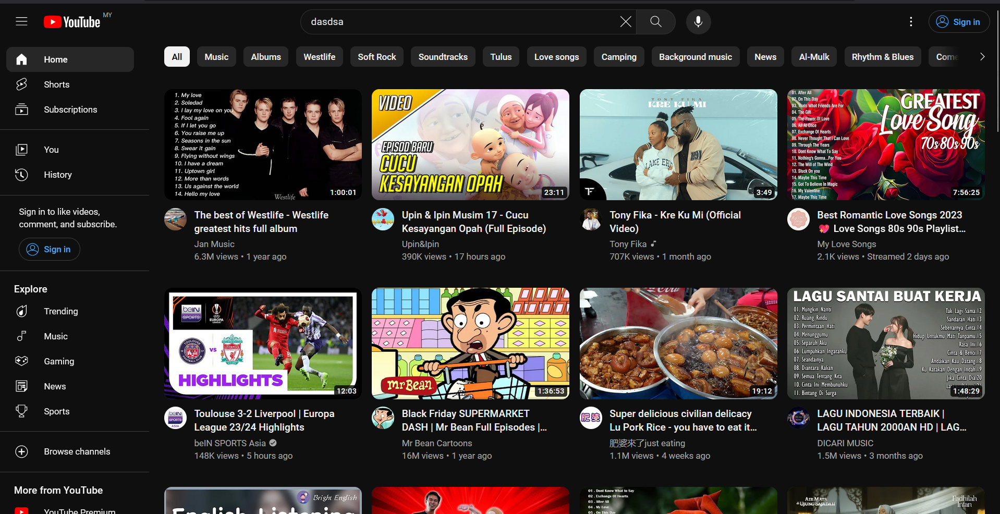 YouTube MY
dasdsa
Sign in
Home
Shorts
Subscriptions
You
History
Sign in to like videos,
comment, and subscribe.
Sign in
Explore
Trending
Music
Gaming
News
Sports
Browse channels
More from YouTube
YouTube Premium
All
Music
Albums
Westlife
Soft Rock
Soundtracks
Tulus
Love songs
Camping
Background music
News
Al-Mulk
Rhythm & Blues
Come
1. My love
2. Soledad
3. I lay my love on you
4. Fool again
5. If I let you go
6. You raise me up
7. Seasons in the sun
8. Swear it gain
9. Flying without wings
10. I have a dream
11. Uptown girl
12. More than words
13. Us against the world
14. Hello my love
Westlife
1:00:01
The best of Westlife - Westlife
greatest hits full album
Jan Music
6.3M views • 1 year ago
VIDEO
EPISOD BARU
CUCU
KESAYANGAN OPAH
23:11
Upin & Ipin Musim 17 - Cucu
Kesayangan Opah (Full Episode)
Upin&Ipin
390K views • 17 hours ago
TONY FIKA
KRE KU MI
LAKE ERIE
3:49
Tony Fika - Kre Ku Mi (Official
Video)
Tony Fika
707K views • 1 month ago
01. After All
02. On This Day
03. Thats What Friends Are For
04. The Gift
05. The Power Of Love
06. All At Once
07. Exchange Of Hearts
08. Never Thought That I Can Love
09. Through The Years
10. Dont Know What To Say
11. Nothing's Gonna...For You
12. The Will of The Wind
13. Stuck On you
14. Maybe This Time
15. Got To Believe In Magic
16. My Valentine
17. Maybe This Time
GREATEST
Love Song
70s 80s 90s
7:56:25
Best Romantic Love Songs 2023
💖 Love Songs 80s 90s Playlist...
My Love Songs
2.1K views • Streamed 2 days ago
beIN
SPORTS
EUROPA
LEAGUE
TOULOUSE
VS
LIVERPOOL
HIGHLIGHTS
12:03
beIN
SPORTS
ASIA
Toulouse 3-2 Liverpool | Europa
League 23/24 Highlights
beIN SPORTS Asia
148K views • 5 hours ago
Mr Bean
1:36:53
Black Friday SUPERMARKET
DASH | Mr Bean Full Episodes |...
Mr Bean Cartoons
16M views • 1 year ago
19:12
肥婆
Super delicious civilian delicacy
Lu Pork Rice - you have to eat it...
肥婆來了just eating
1.1M views • 4 weeks ago
LAGU SANTAI BUAT KERJA
01. Mungkin Nanti
02. Ruang Rindu
03. Permintaan Hati
04. Menunggumu
05. Separuh Aku
06. Lumpuhkan Ingatanku
07. Seandainya
08. Diantara Kalian
09. Semua Tentang Kita
10. Cinta Ini Membunuhku
11. Bintang Di Surga
Tak Lagi Sama.12
Sandaran Hati.13
Sebenarnya Cinta.14
Hidup Untukmu Mati Tanpamu.15
Rasa Ini.16
Cinta & Benci.17
Andaikan Kau Datang.18
Ku Katakan Dengan Indah.19
Jika Cinta Dia.20
1:48:29
LAGU INDONESIA TERBAIK |
LAGU TAHUN 2000AN HD | LAG...
DICARI MUSIC
1.5M views • 3 months ago
Bright English
English Listening
01 . Dont Know What to Say
02 . Exchange Of Hearts
03 . After All
04 . My Love
05 . On This Day
AIR MATA
di UJUNG SAJADAH
Fadhilah
Intan